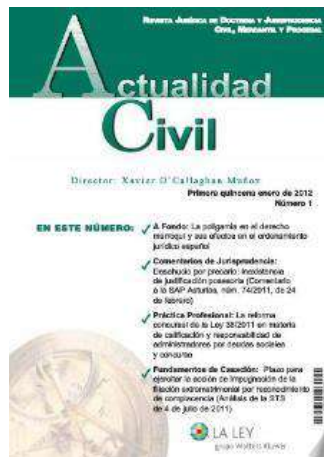 REVISTA JURÍDICA DE DOCTRINA Y JURISPRUDENCIA
CIVIL, MERCANTIL Y PROCESAL
Actualidad
Civil
Director: Xavier O'Callaghan Muñoz
Primera quincena enero de 2012
Número 1
EN ESTE NÚMERO:
A Fondo: La poligamia en el derecho
marroquí y sus efectos en el ordenamiento
jurídico español
Comentarios de Jurisprudencia:
Desahucio por precario: inexistencia
de justificación posesoria (Comentario
a la SAP Asturias, núm. 74/2011, de 24
de febrero)
Práctica Profesional: La reforma
concursal de la Ley 38/2011 en materia
de calificación y responsabilidad de
administradores por deudas sociales
y concurso
Fundamentos de Casación: Plazo para
ejercitar la acción de impugnación de la
filiación extramatrimonial por reconocimiento
de complacencia (Análisis de la STS
de 4 de julio de 2011)
LA LEY
grupo Wolters Kluwer